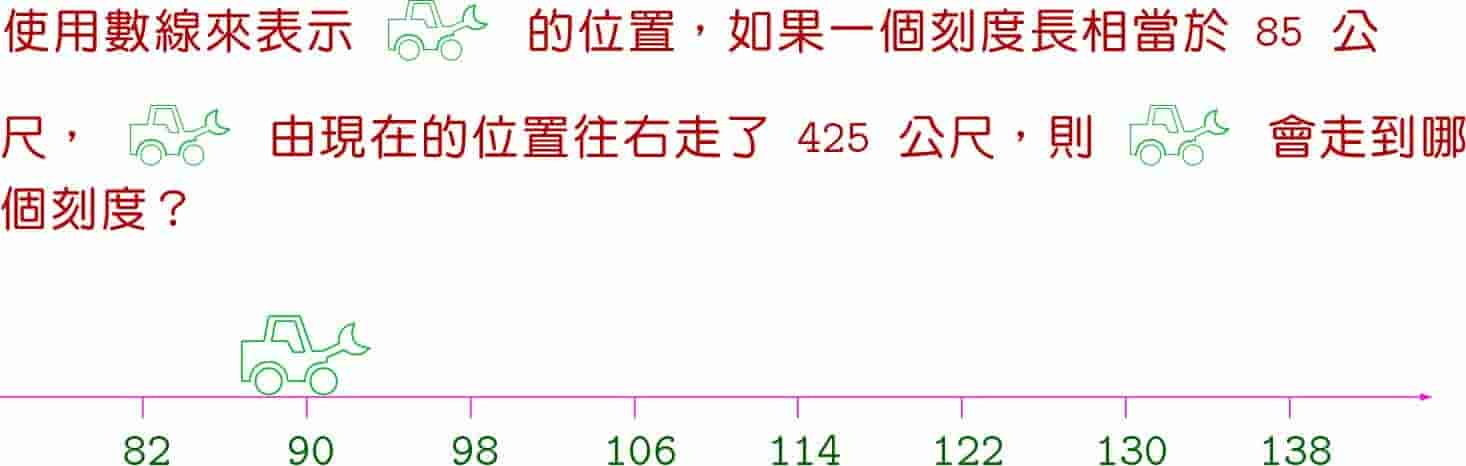 使用數線來表示 的位置，如果一個刻度長相當於 85 公
尺， 由現在的位置往右走了 425 公尺，則 會走到哪
個刻度？
82 90 98 106 114 122 130 138